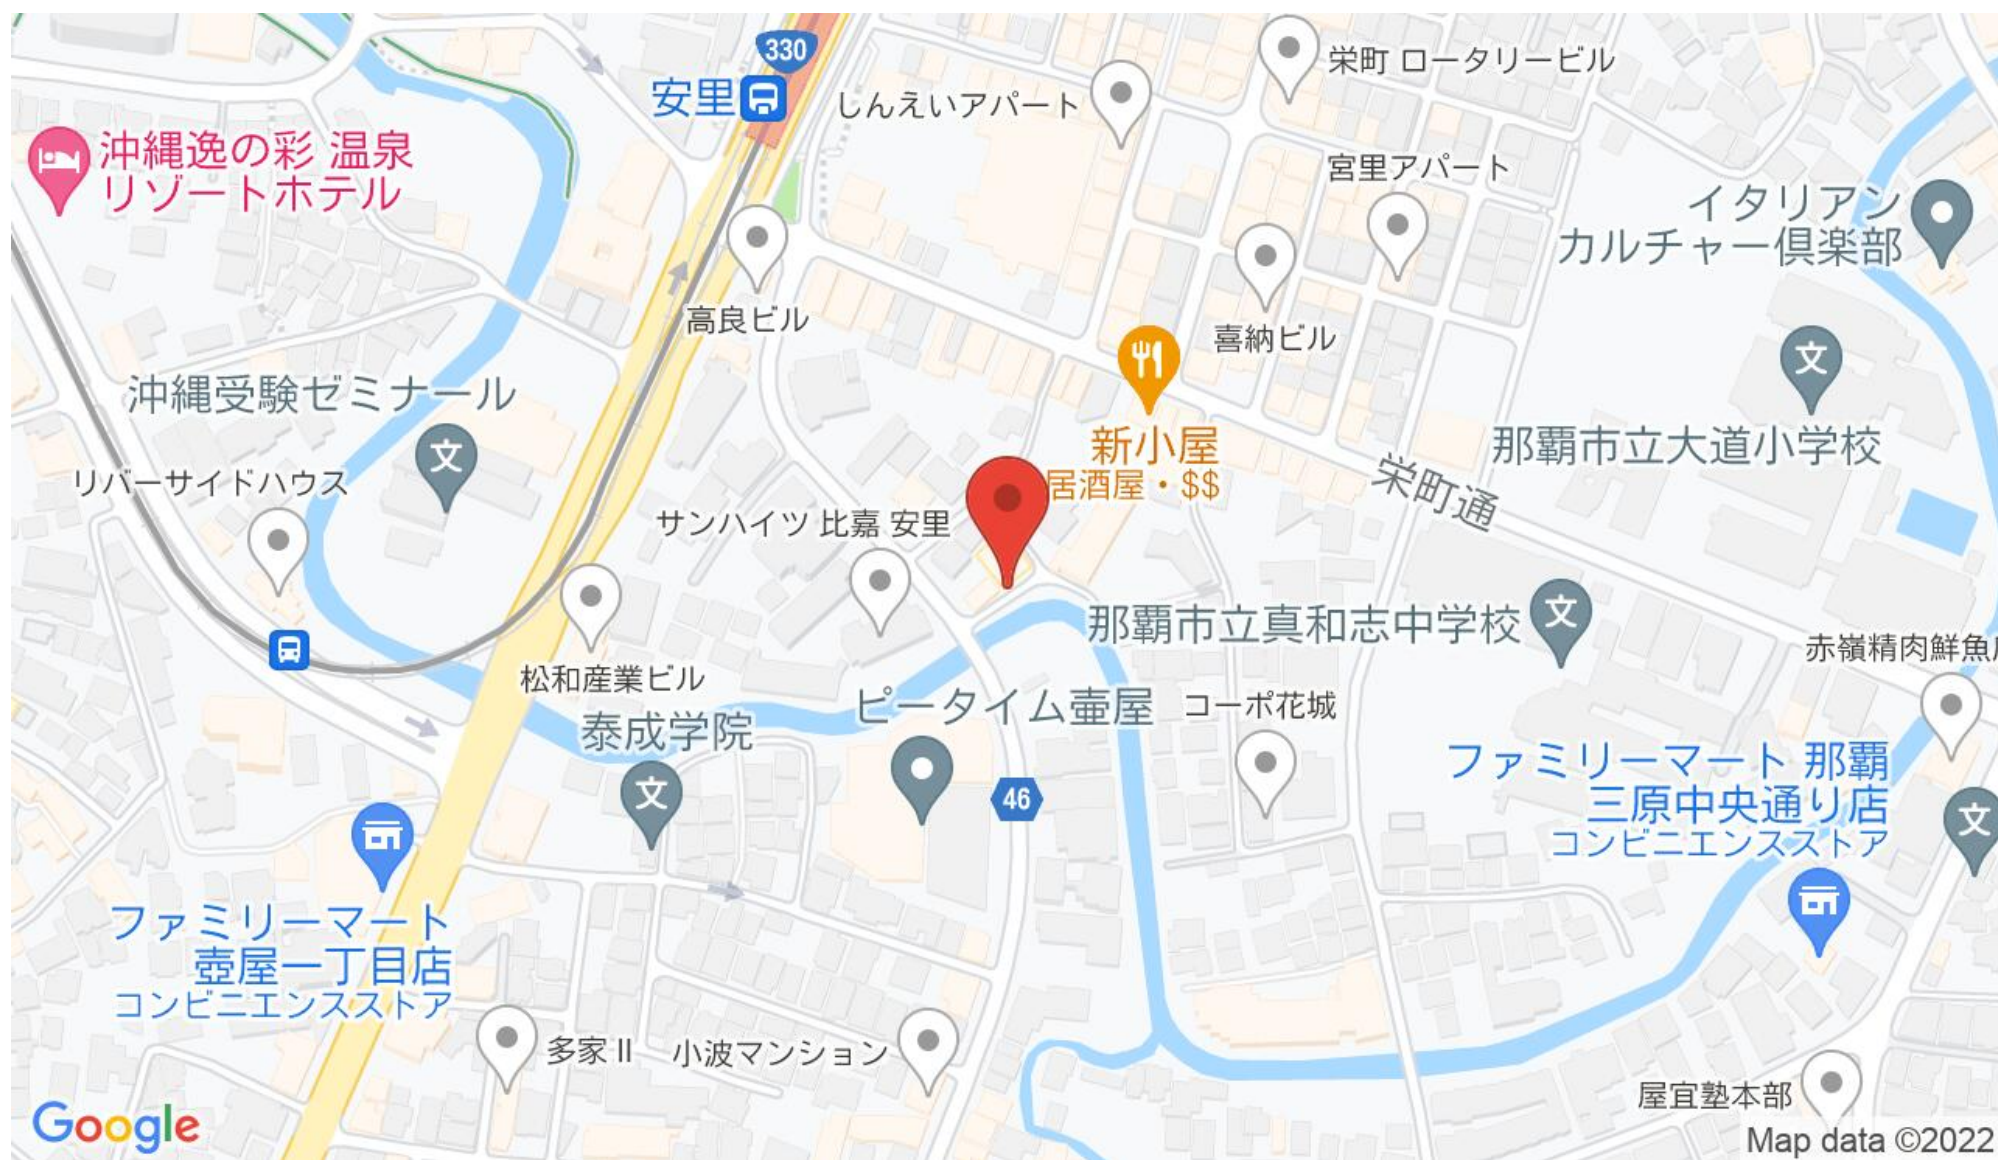 330
安里
栄町 ロータリービル
しんえいアパート
沖縄逸の彩 温泉
リゾートホテル
宮里アパート
イタリアン
カルチャー倶楽部
高良ビル
喜納ビル
沖縄受験ゼミナール
文
文
新小屋
居酒屋・$$
那覇市立大道小学校
リバーサイドハウス
栄町通
サンハイツ 比嘉 安里
那覇市立真和志中学校
文
赤嶺精肉鮮魚
松和産業ビル
泰成学院
文
ピータイム壷屋
コーポ花城
46
ファミリーマート 那覇
三原中央通り店
コンビニエンスストア
文
ファミリーマート
壺屋一丁目店
コンビニエンスストア
多家 II
小波マンション
屋宜塾本部
Google
Map data ©2022